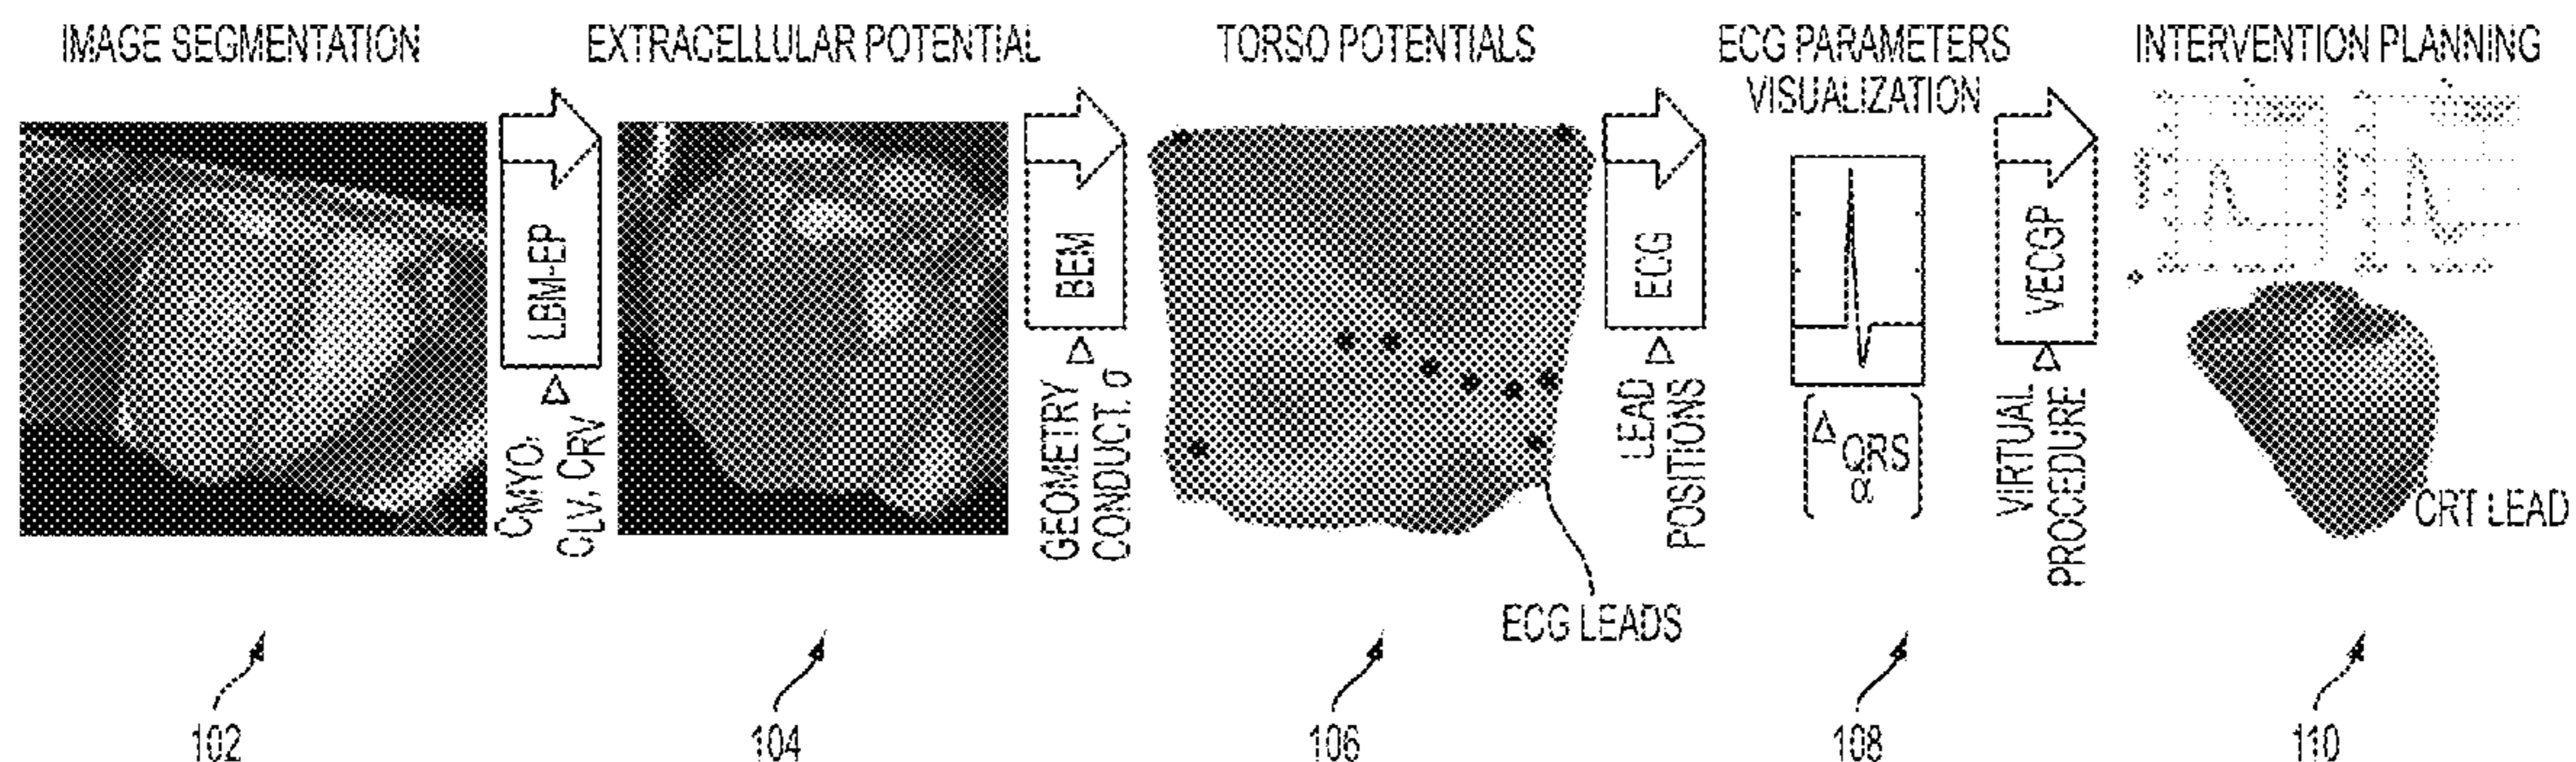 IMAGE SEGMENTATION
EXTRACELLULAR POTENTIAL
TORSO POTENTIALS
ECG PARAMETERS
VISUALIZATION
INTERVENTION PLANNING
LBM-EP
CMYO,
CLV, CRV
BEM
GEOMETRY
CONDUCT. σ
ECG
LEAD
POSITIONS
ECG LEADS
Δ QRS
α
VECGP
VIRTUAL
PROCEDURE
CRT LEAD
102
104
106
108
110